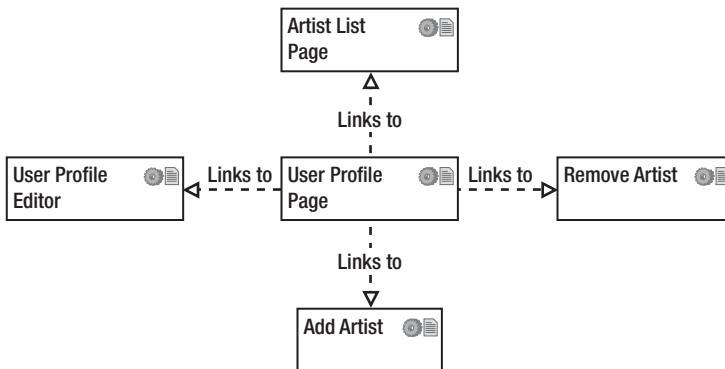 Artist List
Page
Links to
User Profile
Editor
Links to
User Profile
Page
Links to
Remove Artist
Links to
Add Artist